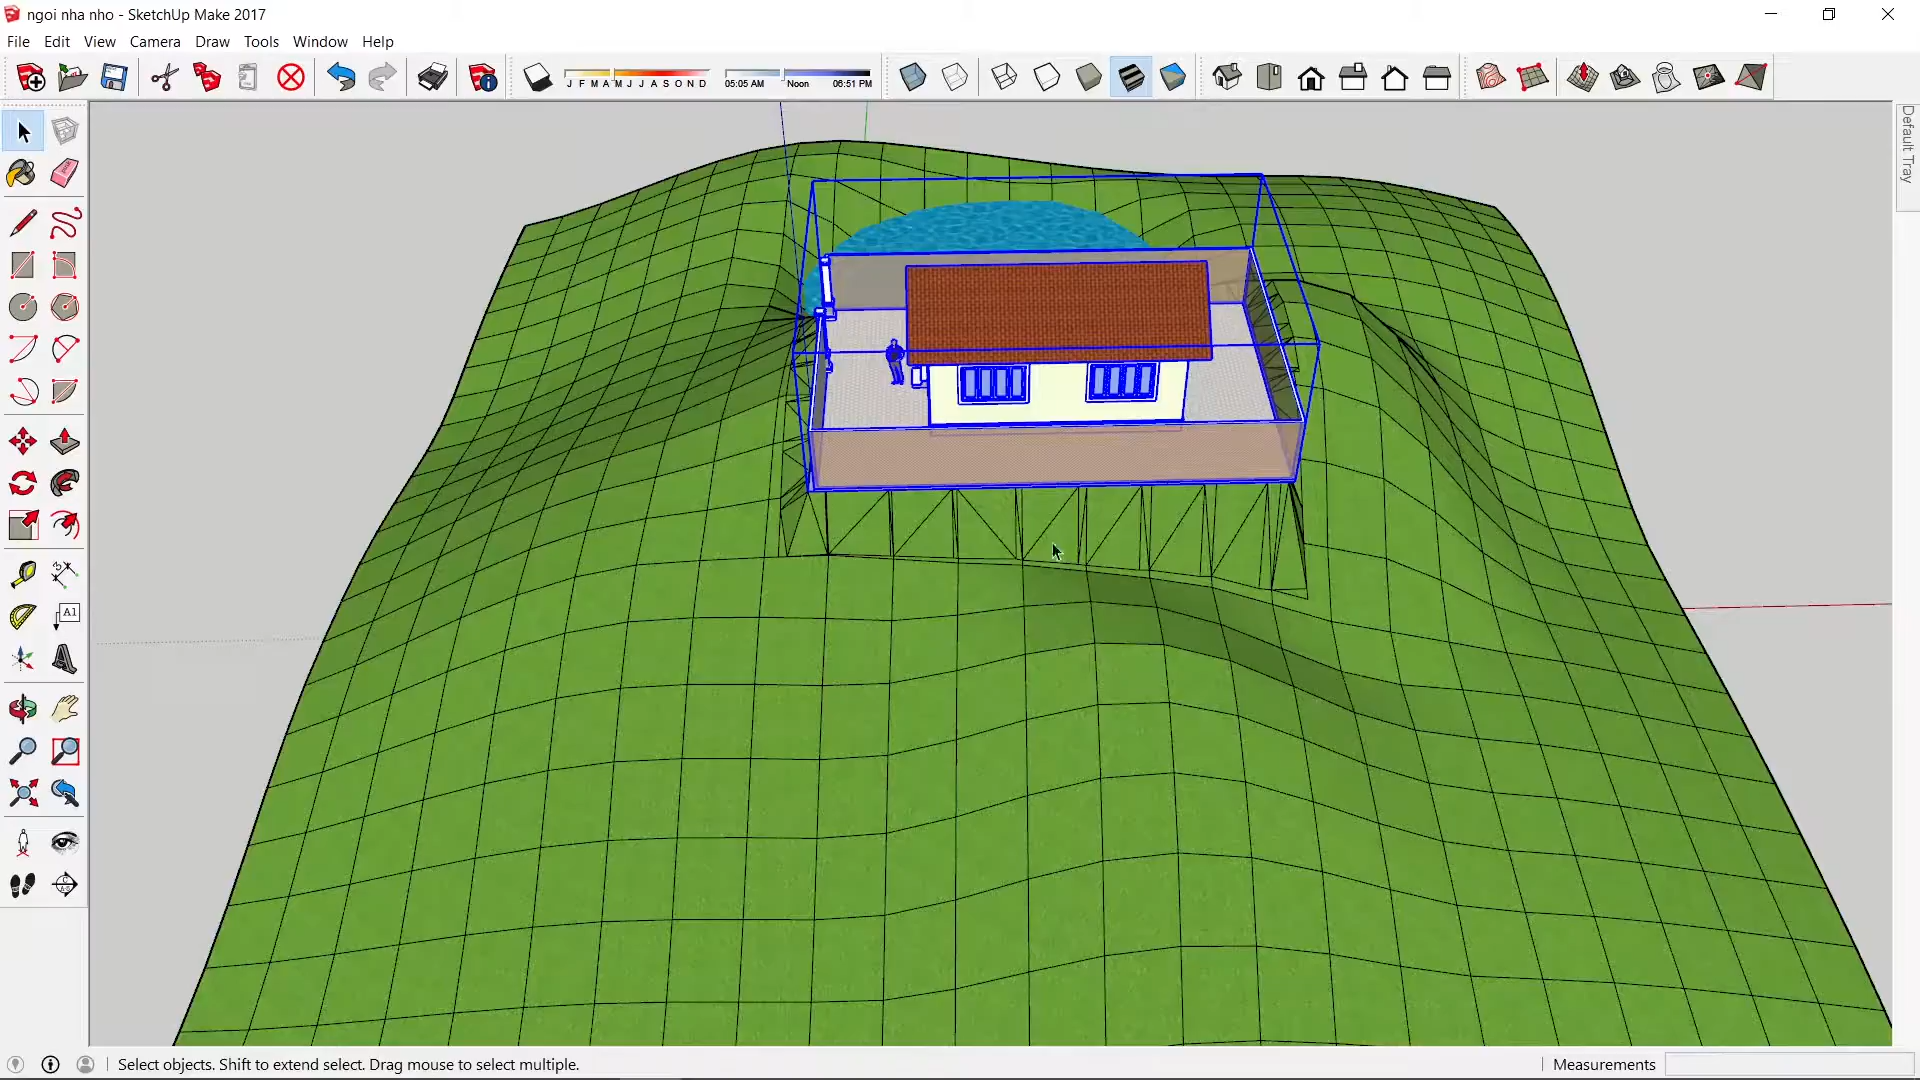 ngoi nha nho - SketchUp Make 2017
File Edit View Camera Draw Tools Window Help
J F M A M J J A S O N D 05:05 AM Noon 06:51 PM
Default Tray
A1
Select objects. Shift to extend select. Drag mouse to select multiple. Measurements